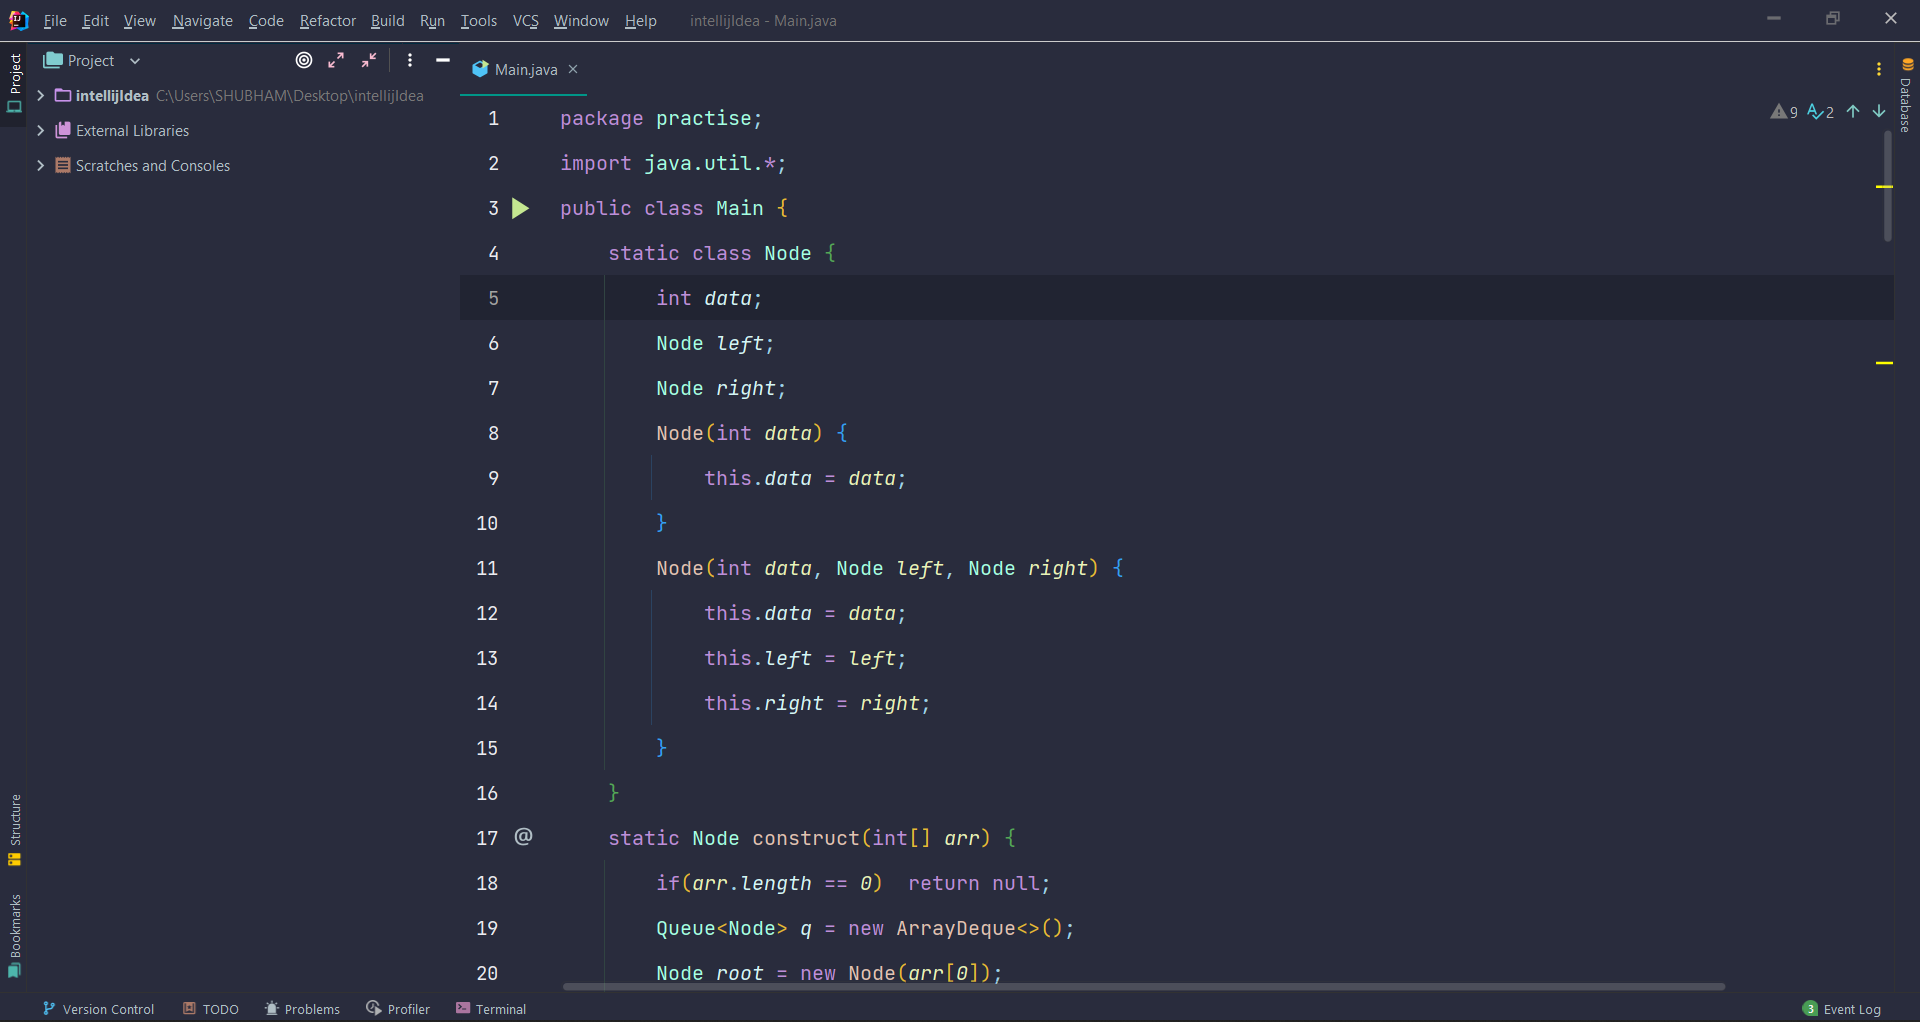 File Edit View Navigate Code Refactor Build Run Tools VCS Window Help intellijIdea - Main.java
Project
Project
intellijIdea C:\Users\SHUBHAM\Desktop\intellijIdea
External Libraries
Scratches and Consoles
Structure
Bookmarks
Main.java
9 2
Database
1 package practise;
2 import java.util.*;
3 public class Main {
4 static class Node {
5 int data;
6 Node left;
7 Node right;
8 Node(int data) {
9 this.data = data;
10 }
11 Node(int data, Node left, Node right) {
12 this.data = data;
13 this.left = left;
14 this.right = right;
15 }
16 }
17 @ static Node construct(int[] arr) {
18 if(arr.length == 0)  return null;
19 Queue<Node> q = new ArrayDeque<>();
20 Node root = new Node(arr[0]);
Version Control TODO Problems Profiler Terminal 3 Event Log